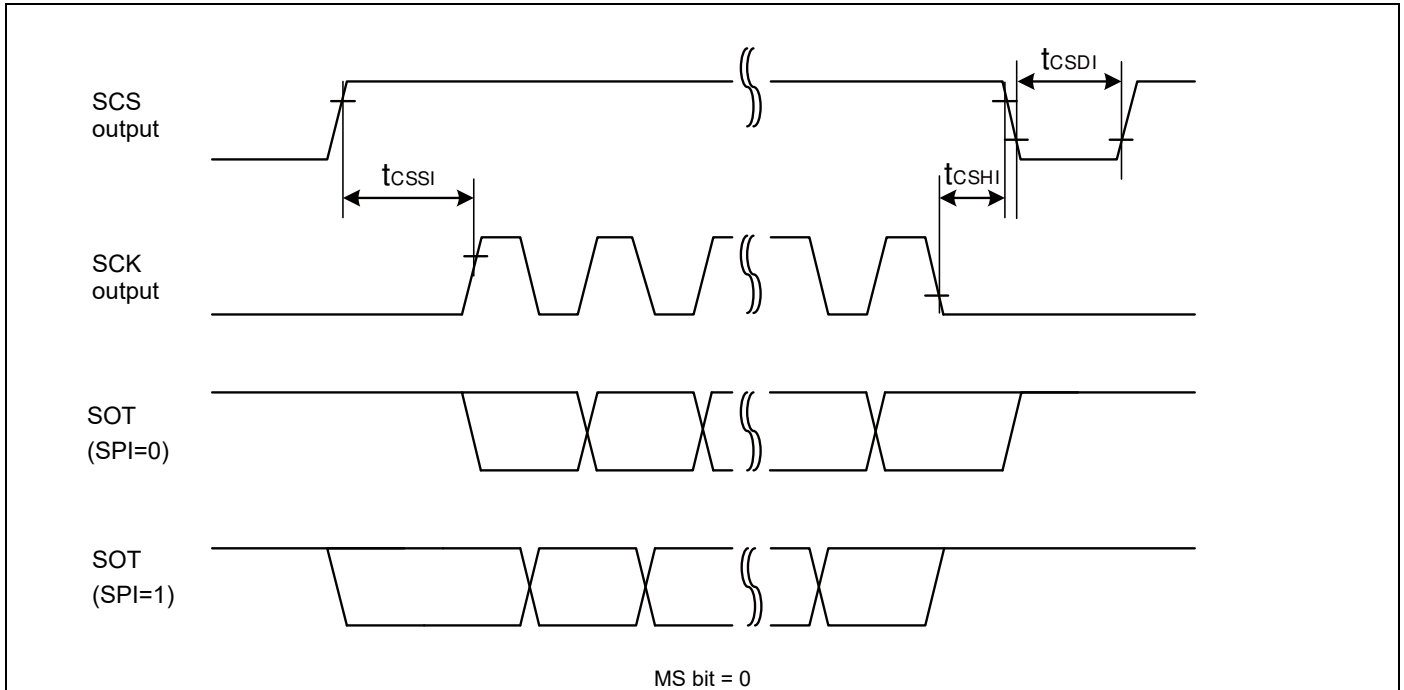 SCS
output
tCSDI
tCSSI
tCSHI
SCK
output
SOT
(SPI=0)
SOT
(SPI=1)
MS bit = 0